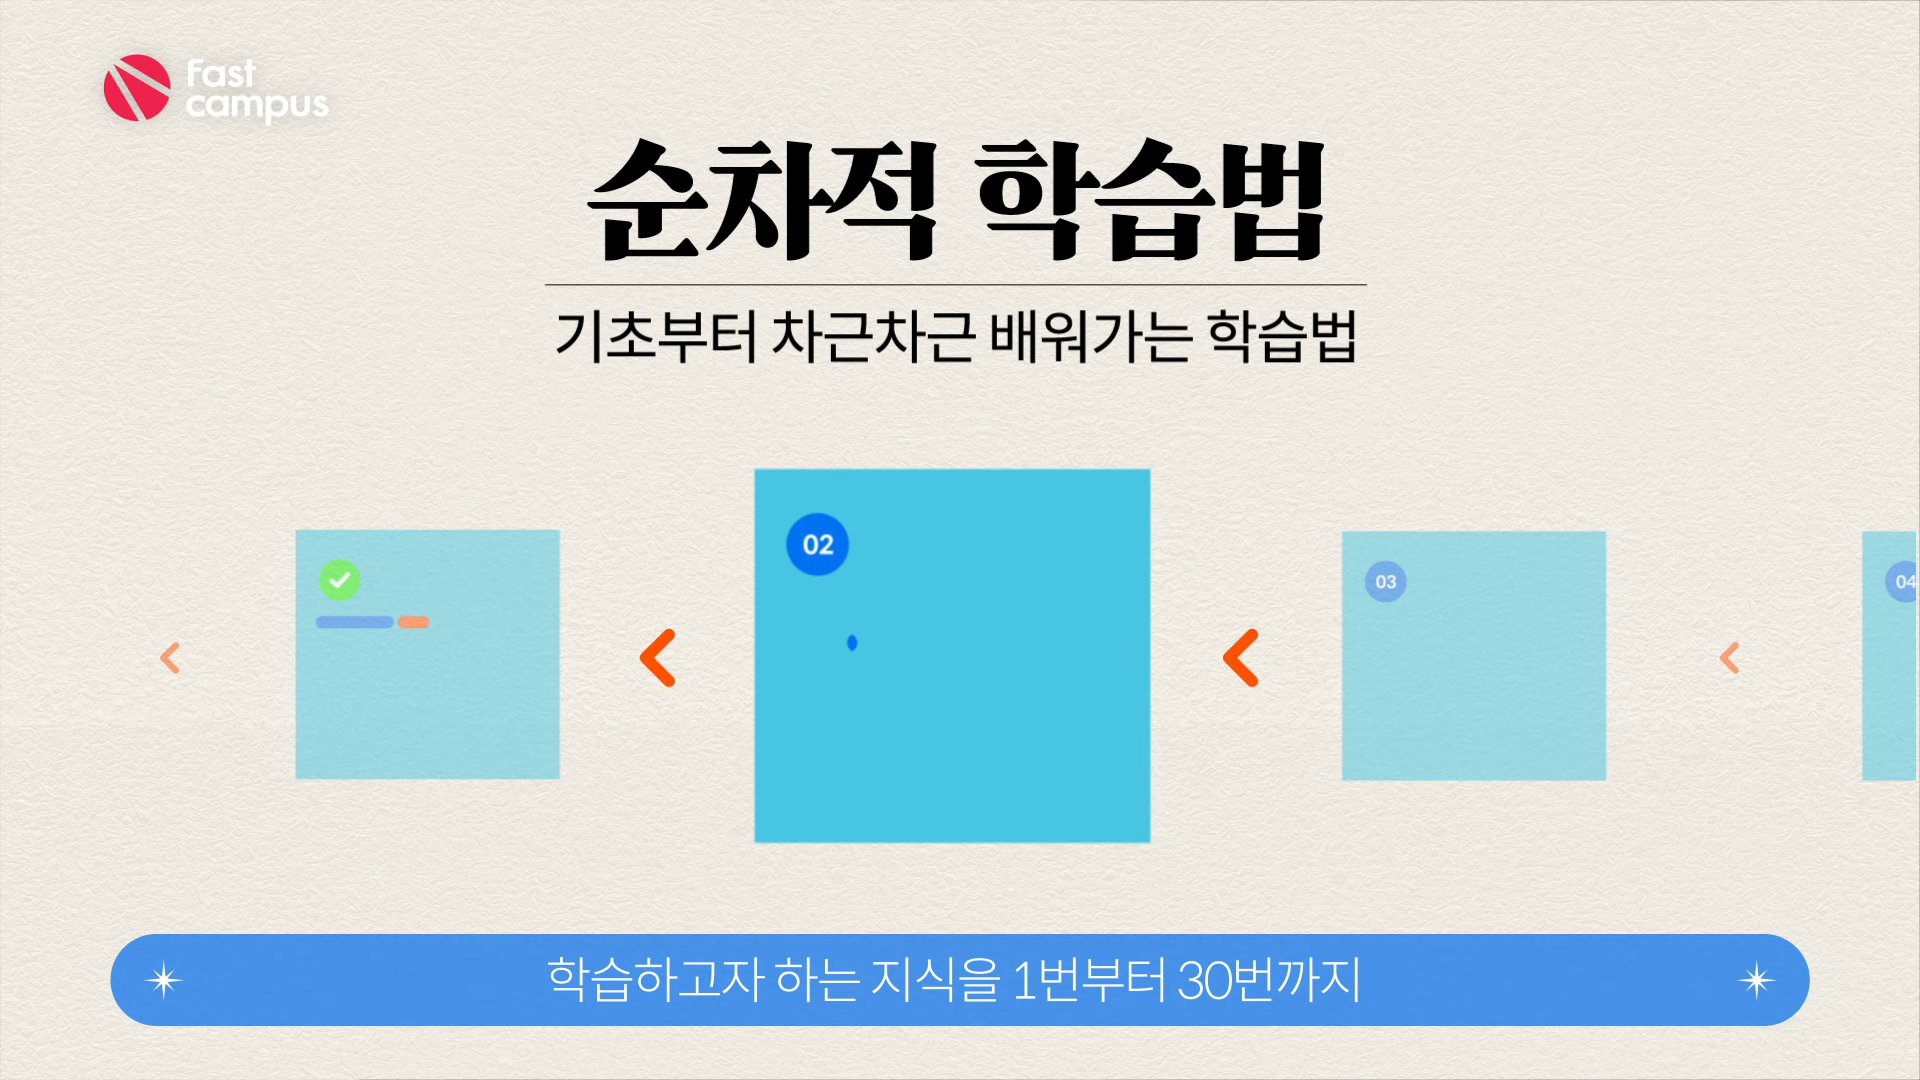 fast
campus
순차적 학습법
기초부터 차근차근 배워가는 학습법
02
03
04
학습하고자 하는 지식을 1번부터 30번까지